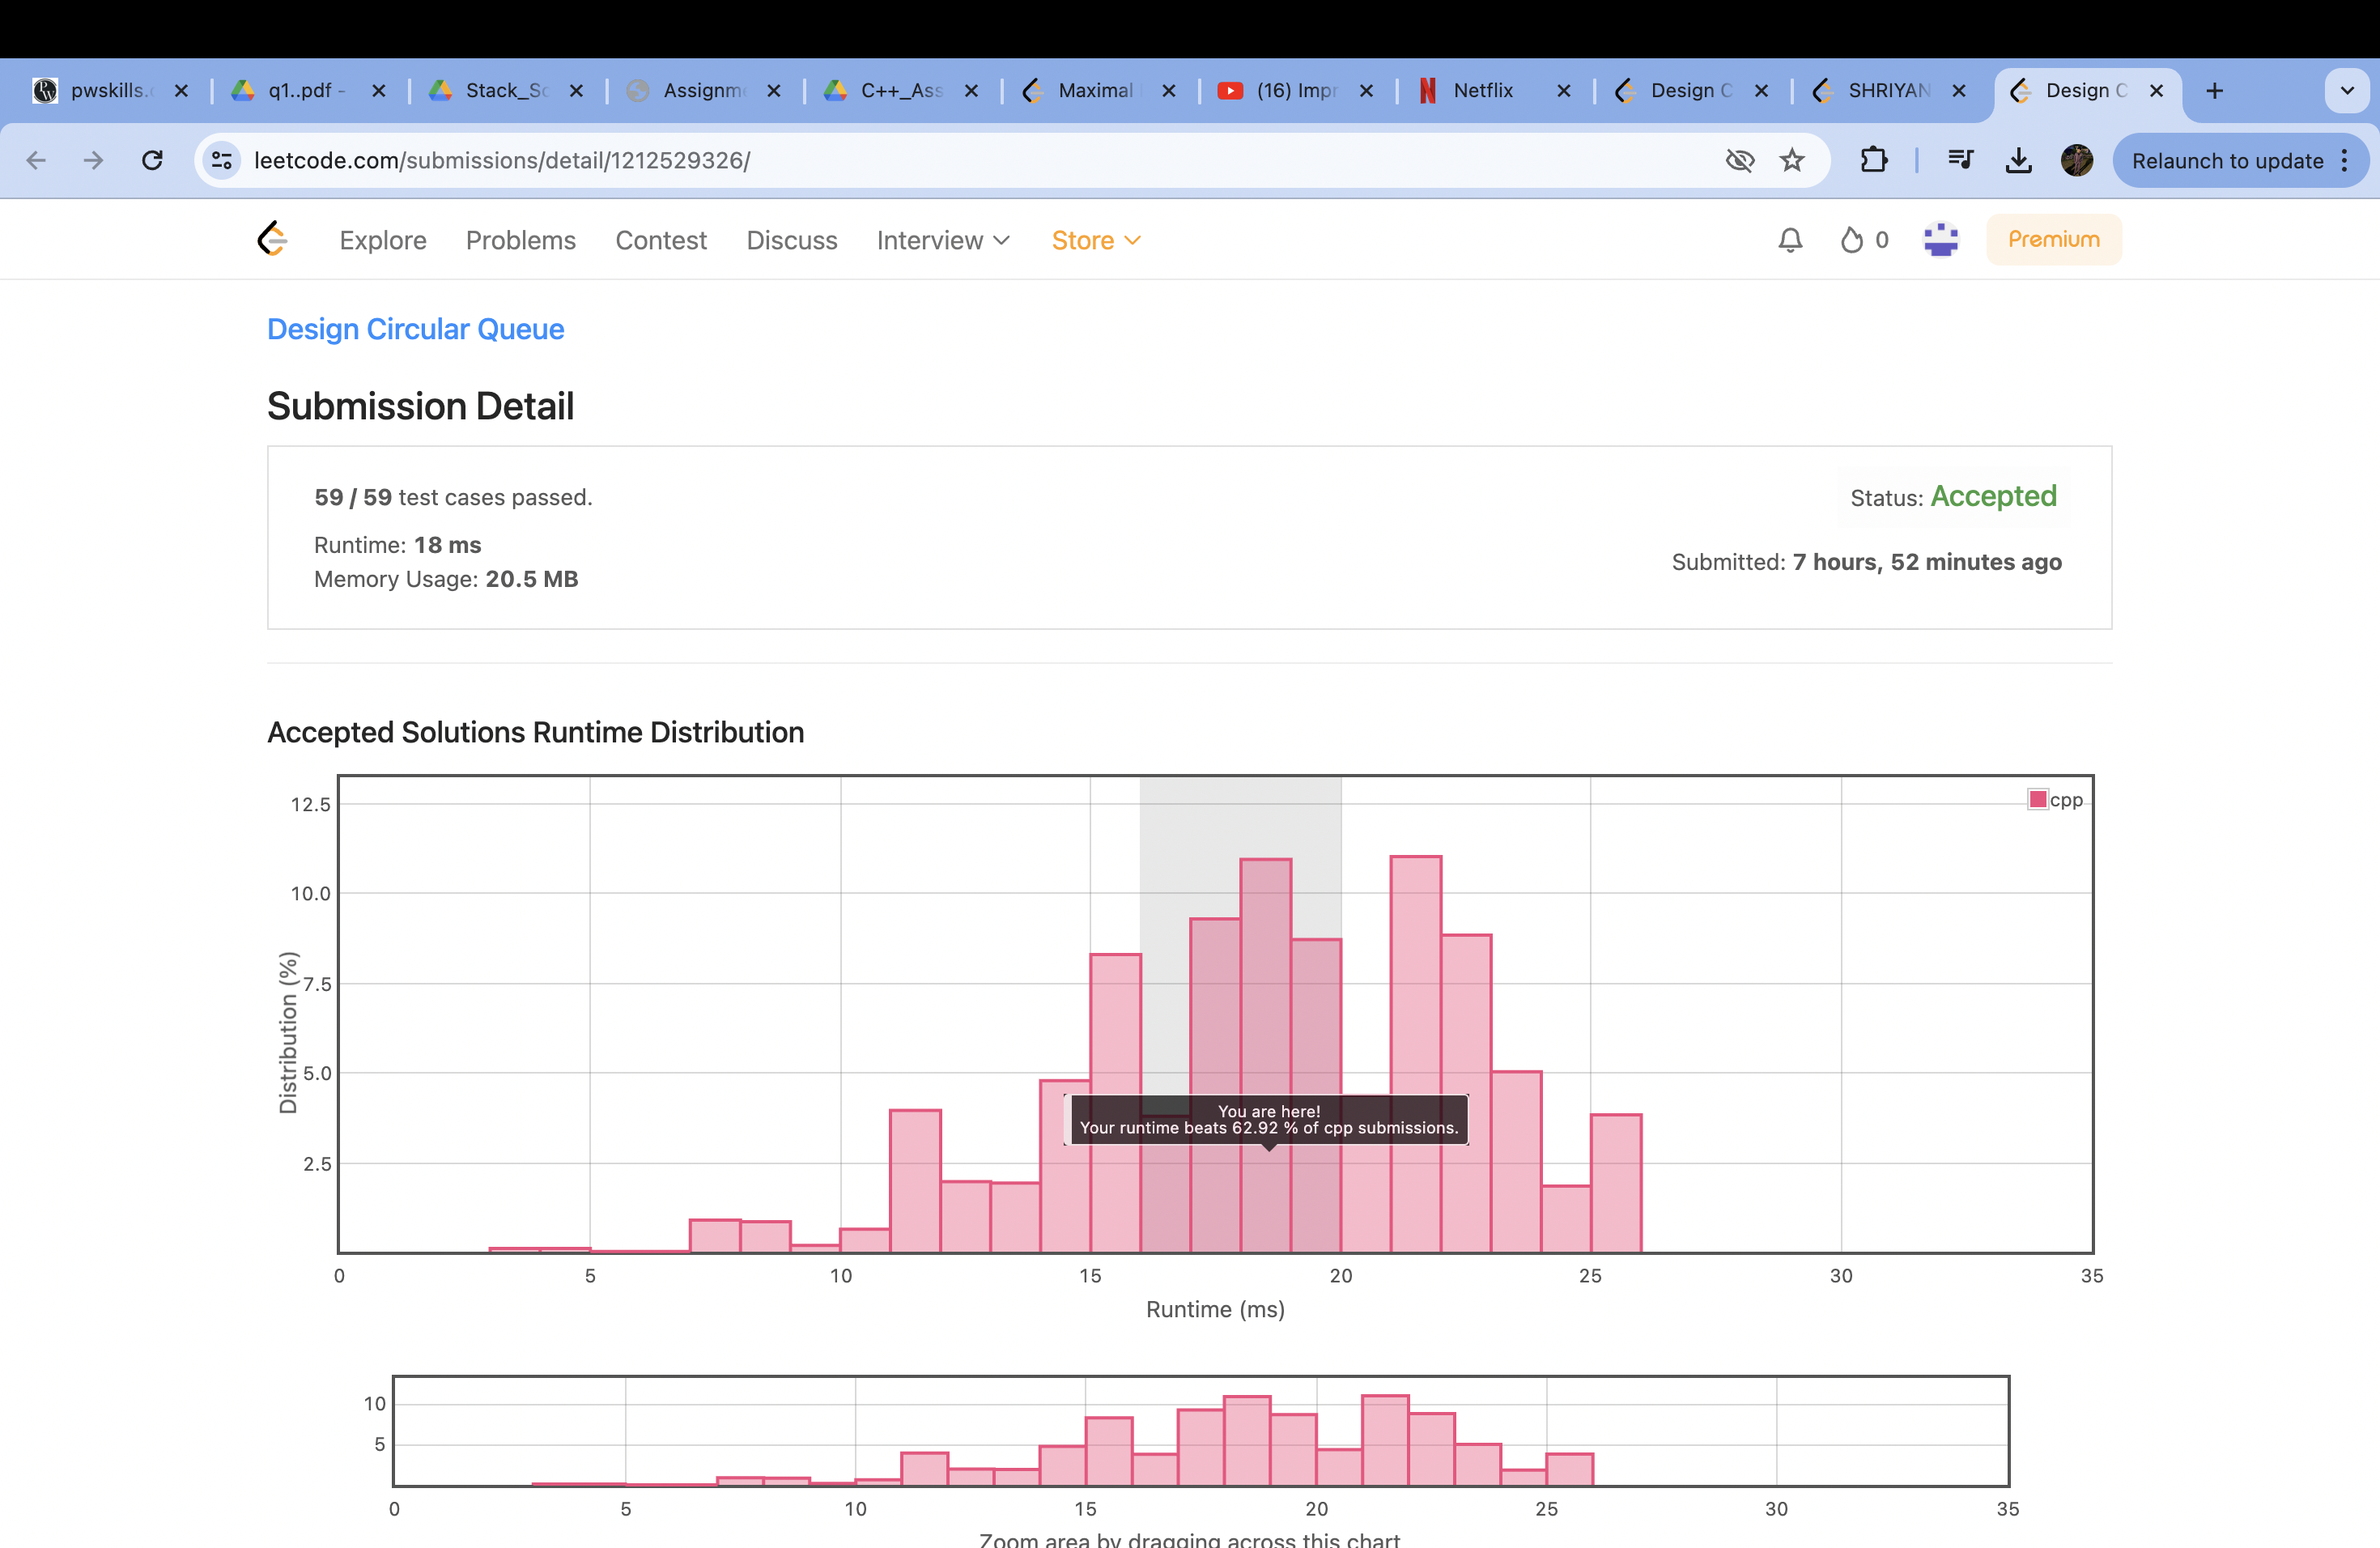 pwskills.
q1..pdf -
Stack_Sc
Assignme
C++_Ass
Maximal
(16) Impr
Netflix
Design C
SHRIYAN
Design C
leetcode.com/submissions/detail/1212529326/
Relaunch to update
Explore
Problems
Contest
Discuss
Interview
Store
0
Premium
Design Circular Queue
Submission Detail
59 / 59 test cases passed.
Status: Accepted
Runtime: 18 ms
Submitted: 7 hours, 52 minutes ago
Memory Usage: 20.5 MB
Accepted Solutions Runtime Distribution
12.5
10.0
7.5
5.0
2.5
Distribution (%)
cpp
You are here!
Your runtime beats 62.92 % of cpp submissions.
0 5 10 15 20 25 30 35
Runtime (ms)
10
5
0 5 10 15 20 25 30 35
Zoom area by dragging across this chart